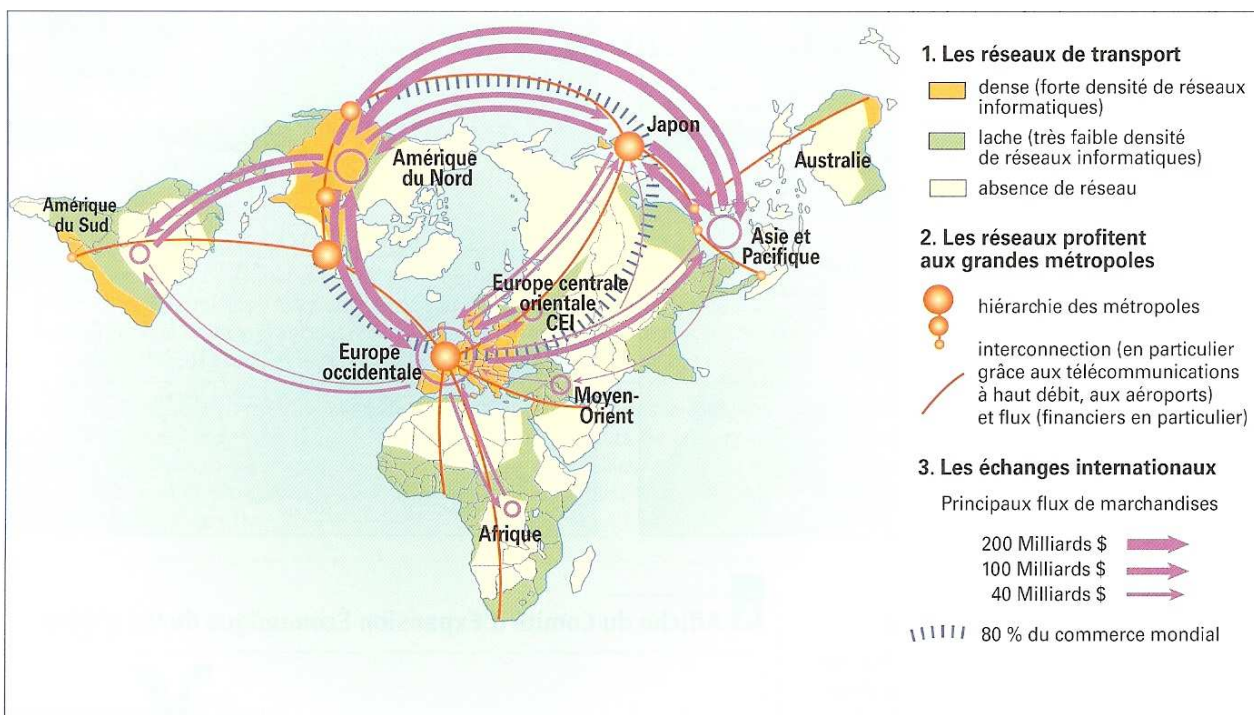 Japon
Australie
Amérique
du Nord
Amérique
du Sud
Asie et
Pacifique
Europe centrale
orientale
CEI
Europe
occidentale
Moyen-
Orient
Afrique
1. Les réseaux de transport
dense (forte densité de réseaux
informatiques)
lache (très faible densité
de réseaux informatiques)
absence de réseau
2. Les réseaux profitent
aux grandes métropoles
hiérarchie des métropoles
interconnection (en particulier
grâce aux télécommunications
à haut débit, aux aéroports)
et flux (financiers en particulier)
3. Les échanges internationaux
Principaux flux de marchandises
200 Milliards $
100 Milliards $
40 Milliards $
80 % du commerce mondial